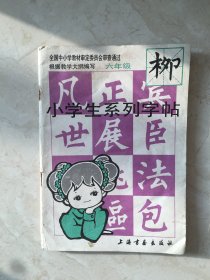 全国中小学教材审定委员会审查通过
根据教学大纲编写 六年级
柳
小学生系列字帖
凡正宾
世展臣
法
區包
上海书画出版社